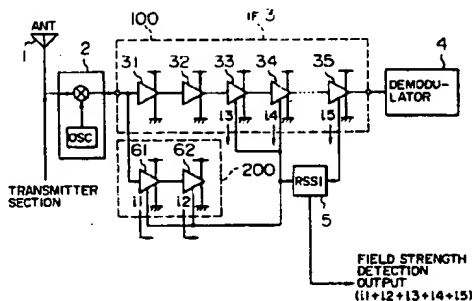 ANT
1
2
OSC
TRANSMITTER
SECTION
100
IF 3
31
32
33
34
35
i3
i4
i5
4
DEMODU-
LATOR
61
62
200
i1
i2
RSSI
5
FIELD STRENGTH
DETECTION
OUTPUT
(i1+i2+i3+i4+i5)